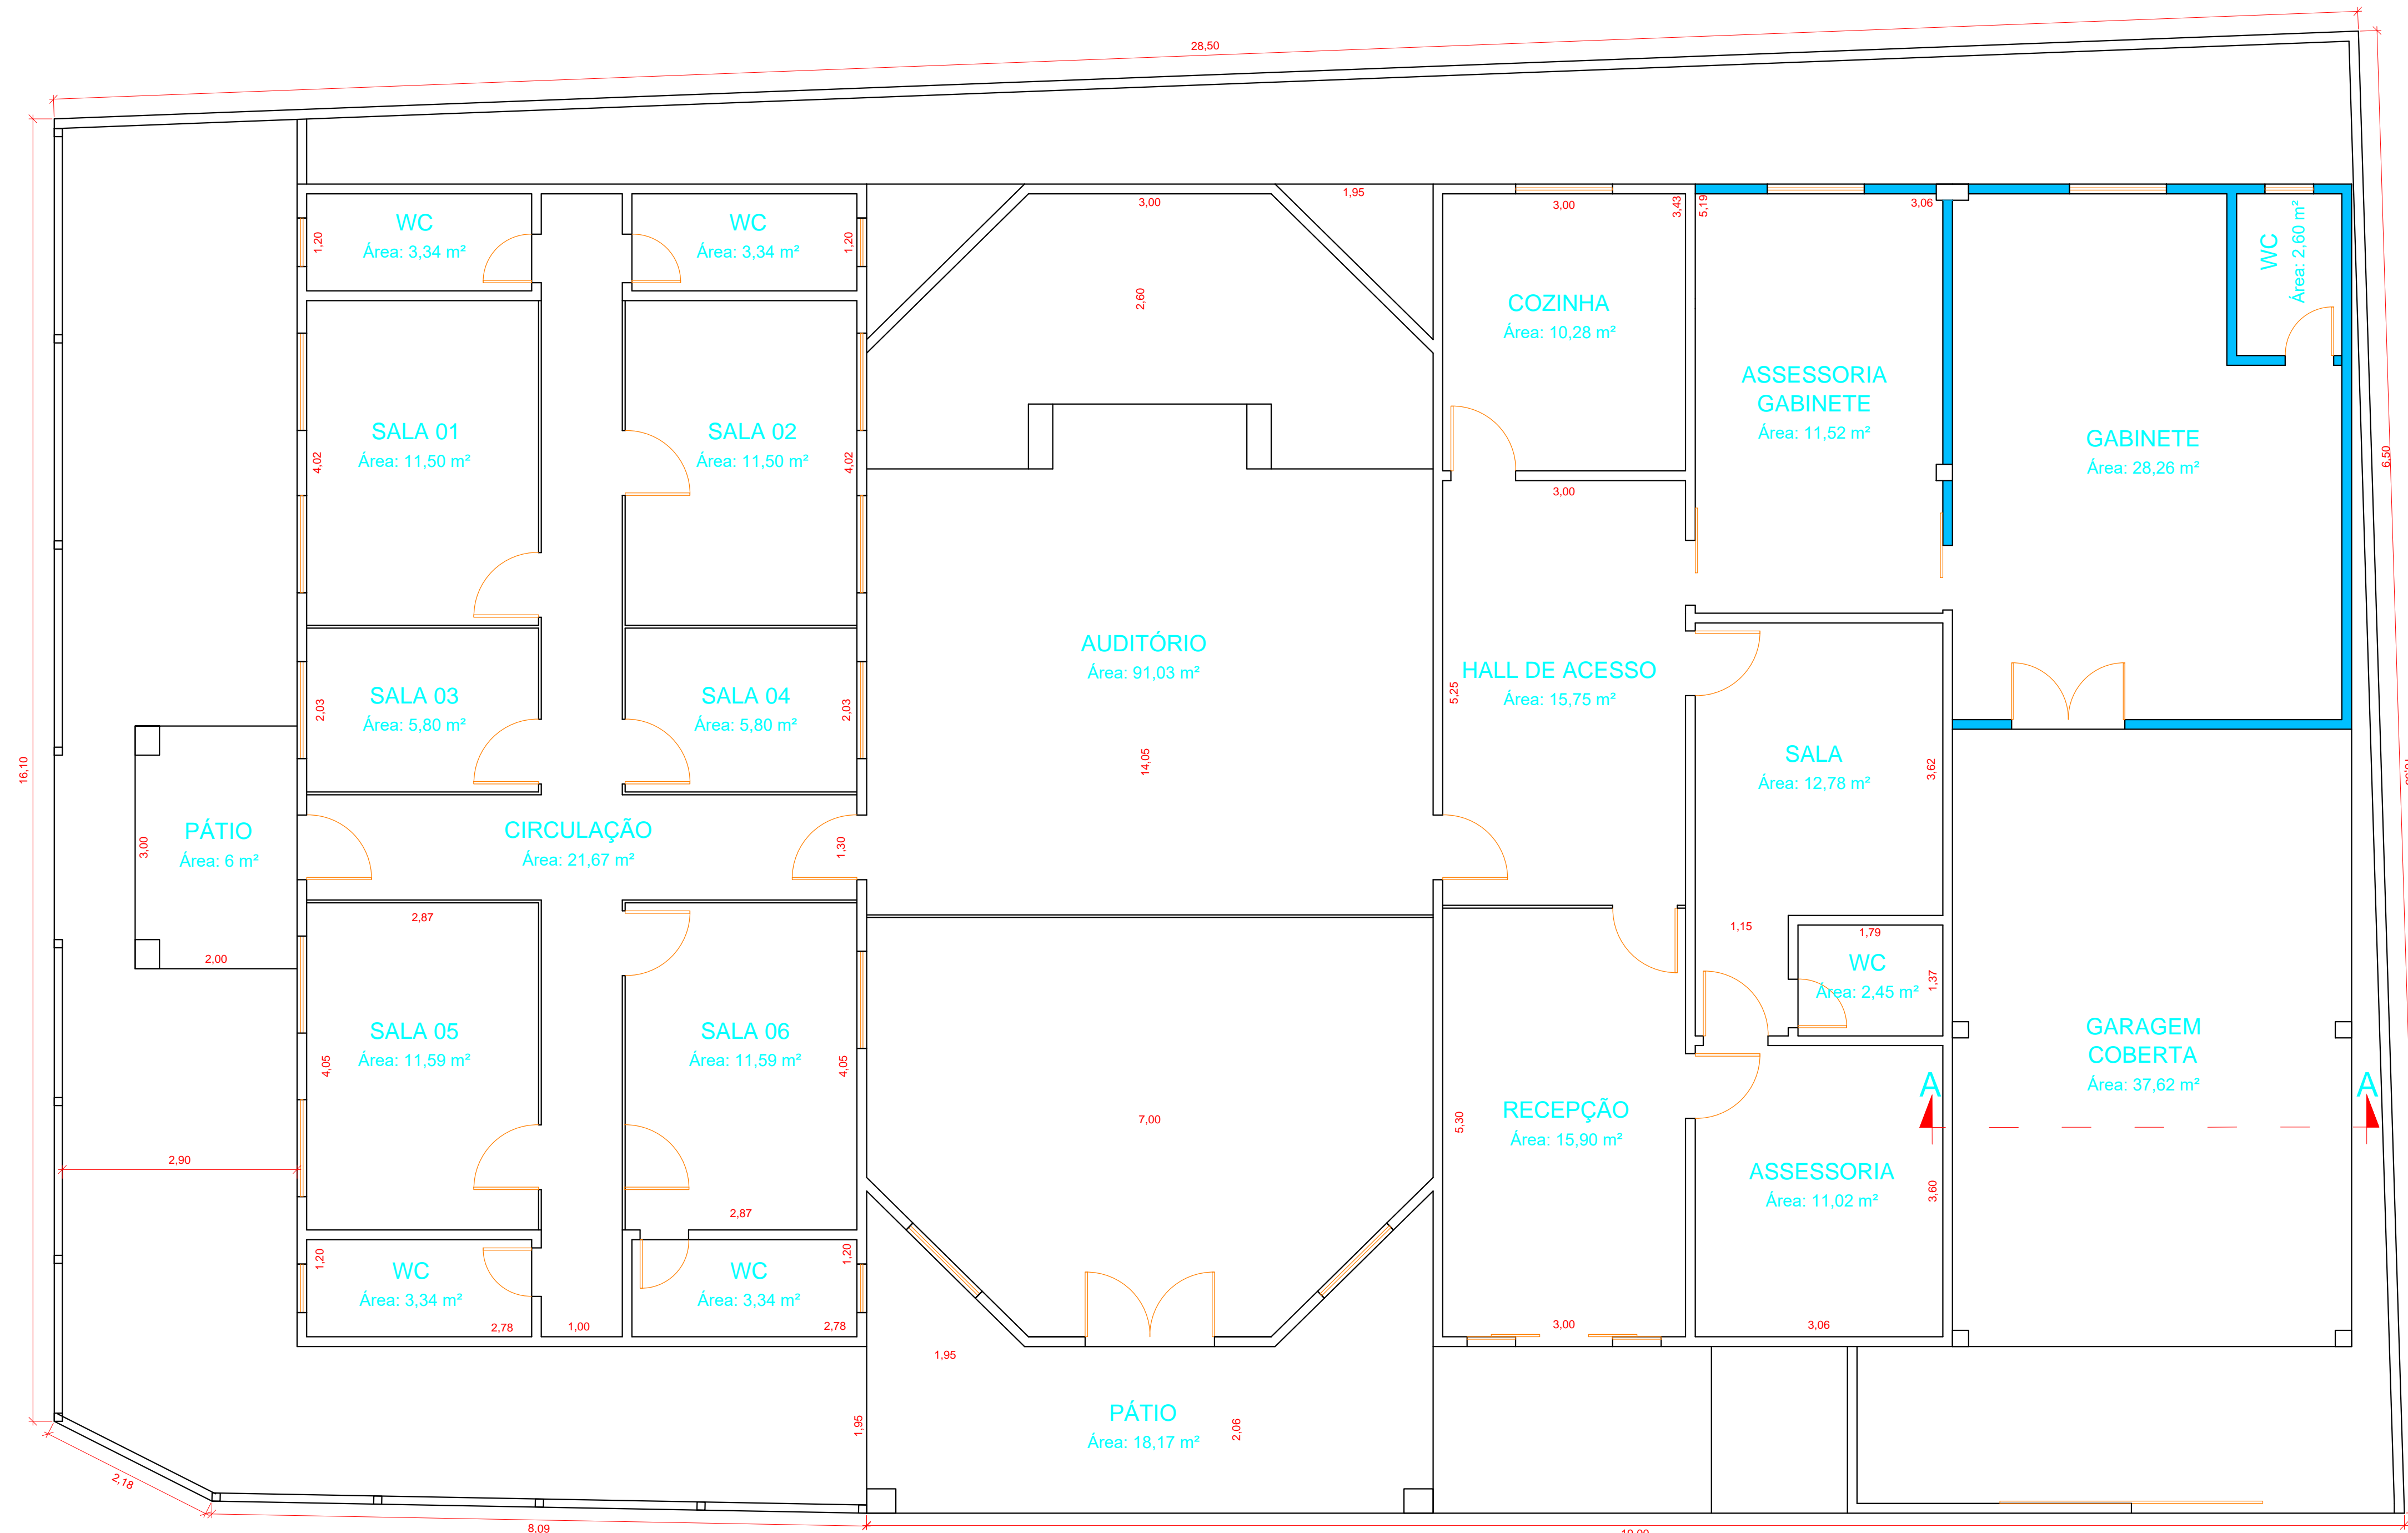 28,50
WC
Área: 3,34 m²
1,20
WC
Área: 3,34 m²
1,20
3,00
1,95
3,00
3,43
5,19
3,06
WC
Área: 2,60 m²
2,60
COZINHA
Área: 10,28 m²
ASSESSORIA
GABINETE
Área: 11,52 m²
GABINETE
Área: 28,26 m²
6,50
SALA 01
Área: 11,50 m²
4,02
SALA 02
Área: 11,50 m²
4,02
3,00
AUDITÓRIO
Área: 91,03 m²
14,05
HALL DE ACESSO
Área: 15,75 m²
5,25
SALA 03
Área: 5,80 m²
2,03
SALA 04
Área: 5,80 m²
2,03
SALA
Área: 12,78 m²
3,62
16,10
PÁTIO
Área: 6 m²
3,00
2,00
CIRCULAÇÃO
Área: 21,67 m²
1,30
2,87
1,15
1,79
WC
Área: 2,45 m²
1,37
SALA 05
Área: 11,59 m²
4,05
SALA 06
Área: 11,59 m²
4,05
GARAGEM
COBERTA
Área: 37,62 m²
A
A
7,00
RECEPÇÃO
Área: 15,90 m²
5,30
2,90
ASSESSORIA
Área: 11,02 m²
3,60
2,87
1,20
WC
Área: 3,34 m²
2,78
1,00
1,20
WC
Área: 3,34 m²
2,78
3,00
3,06
1,95
PÁTIO
Área: 18,17 m²
1,95
2,06
2,18
8,09